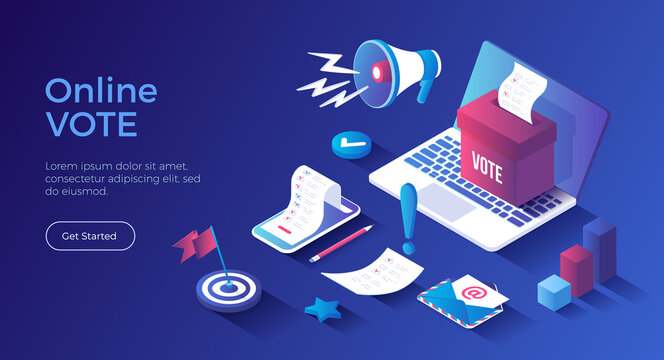 Online
VOTE
Lorem ipsum dolor sit amet,
consectetur adipiscing elit, sed
do eiusmod.
Get Started
VOTE
@